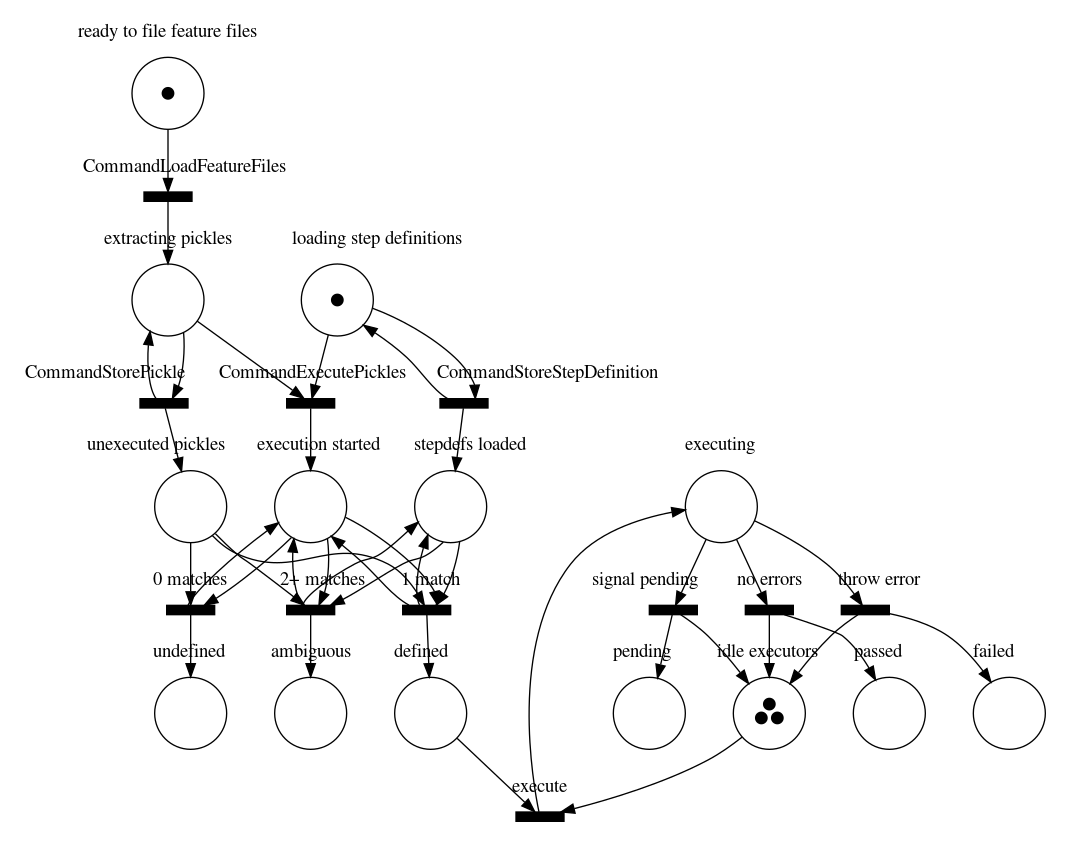 ready to file feature files
CommandLoadFeatureFiles
extracting pickles
loading step definitions
CommandStorePickle
CommandExecutePickles
CommandStoreStepDefinition
unexecuted pickles
execution started
stepdefs loaded
executing
0 matches
2+ matches
1 match
signal pending
no errors
throw error
undefined
ambiguous
defined
pending
idle executors
passed
failed
execute